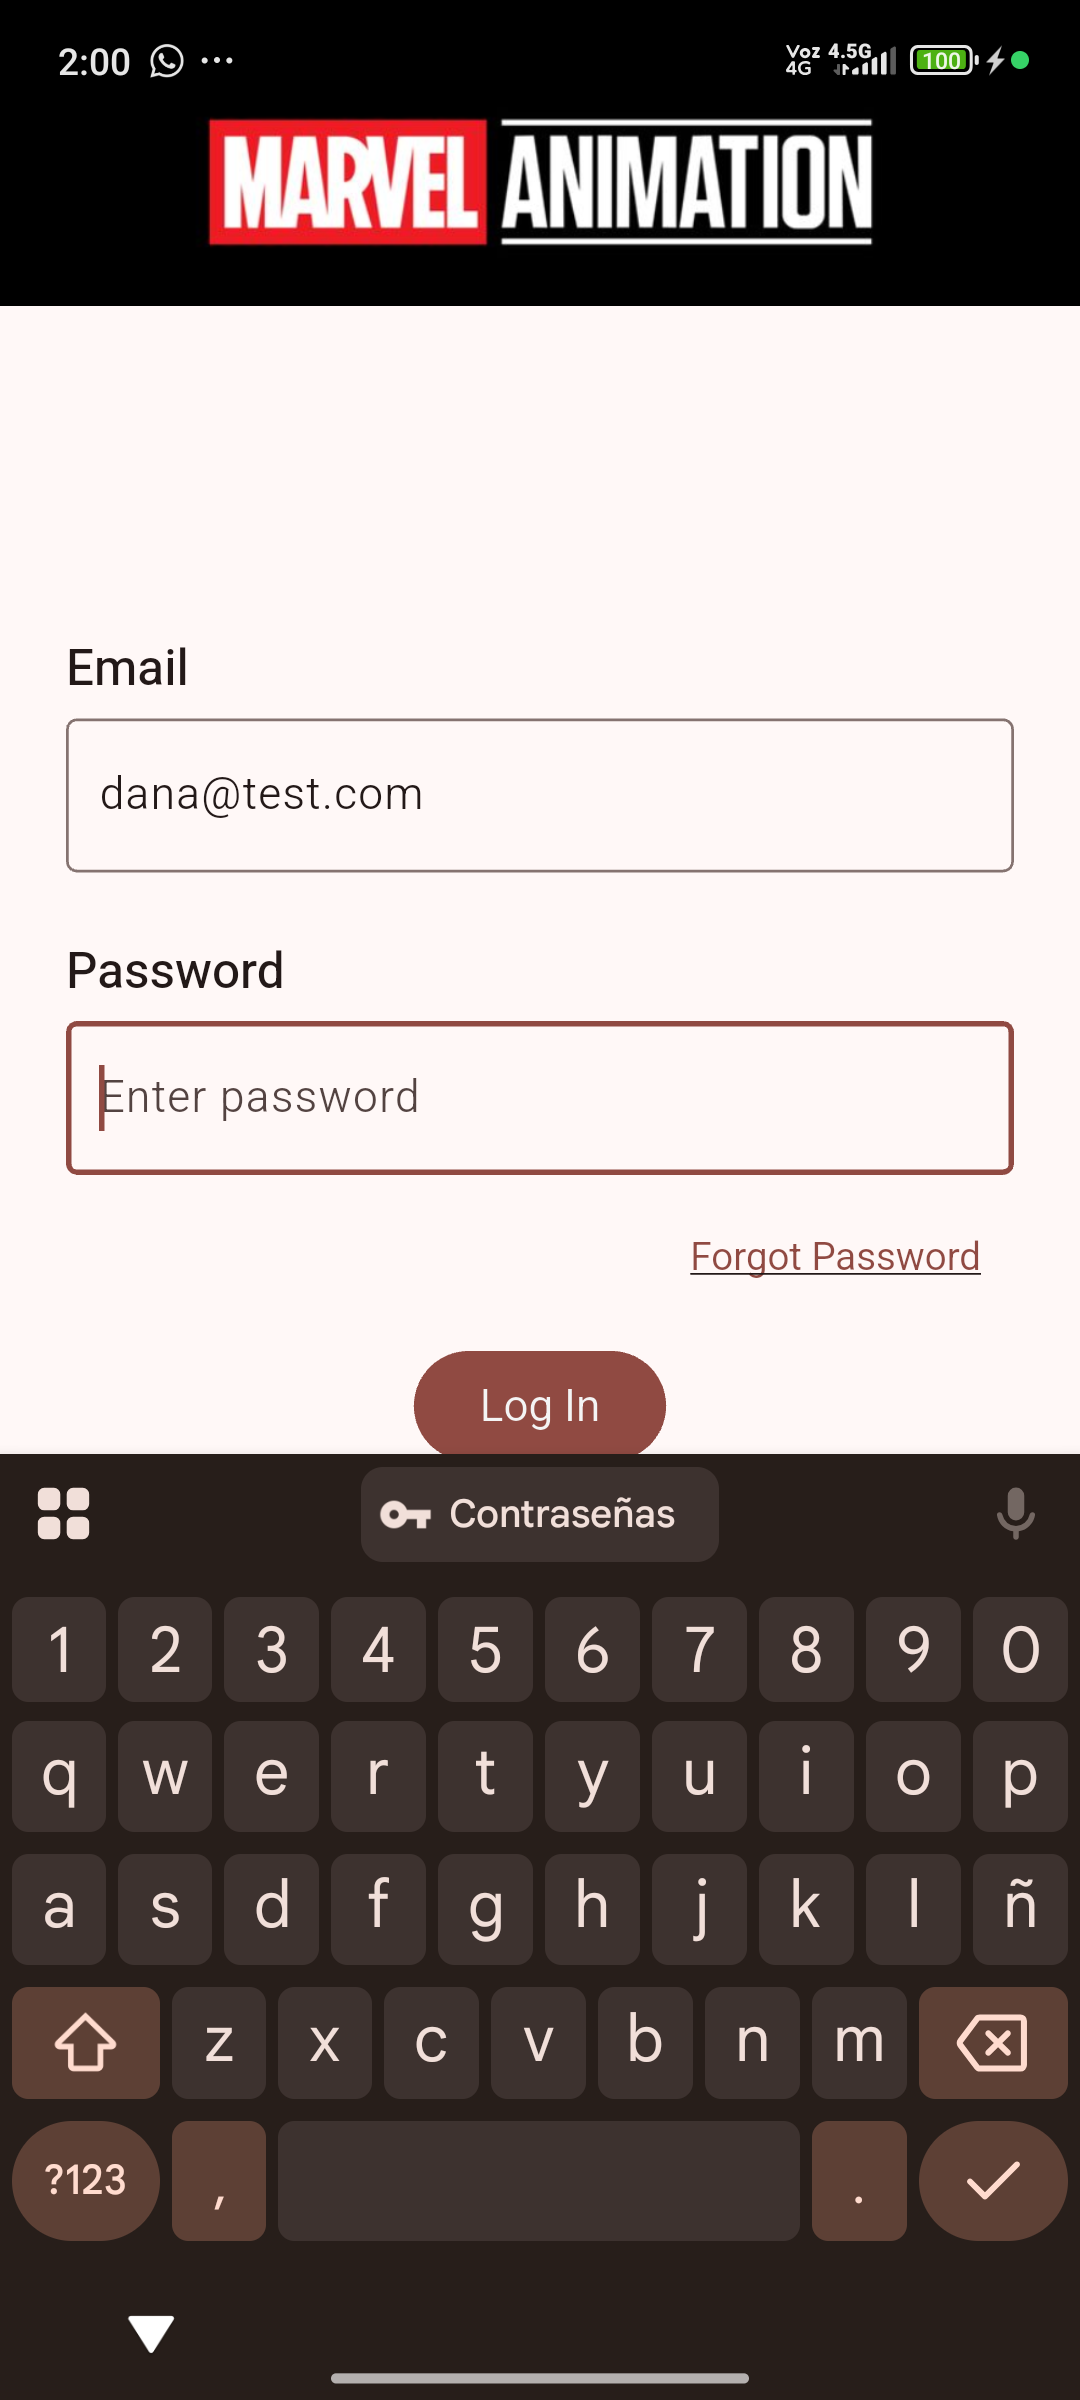 2:00 ... Voz 4G 4.5G 100
MARVEL ANIMATION
Email
dana@test.com
Password
Enter password
Forgot Password
Log In
Contraseñas
1 2 3 4 5 6 7 8 9 0
q w e r t y u i o p
a s d f g h j k l ñ
z x c v b n m
?123 , .